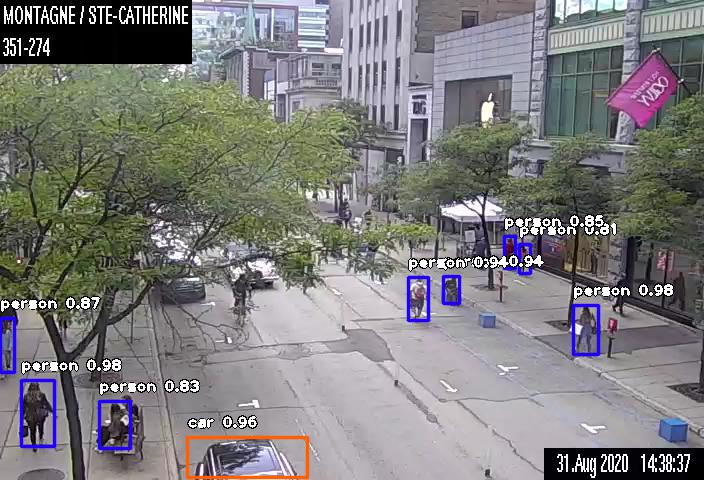 MONTAGNE / STE-CATHERINE
351-274
person 0.85
person 0.81
person 0.94
0.94
person 0.98
person 0.87
person 0.98
person 0.83
car 0.96
31.Aug 2020 14:38:37